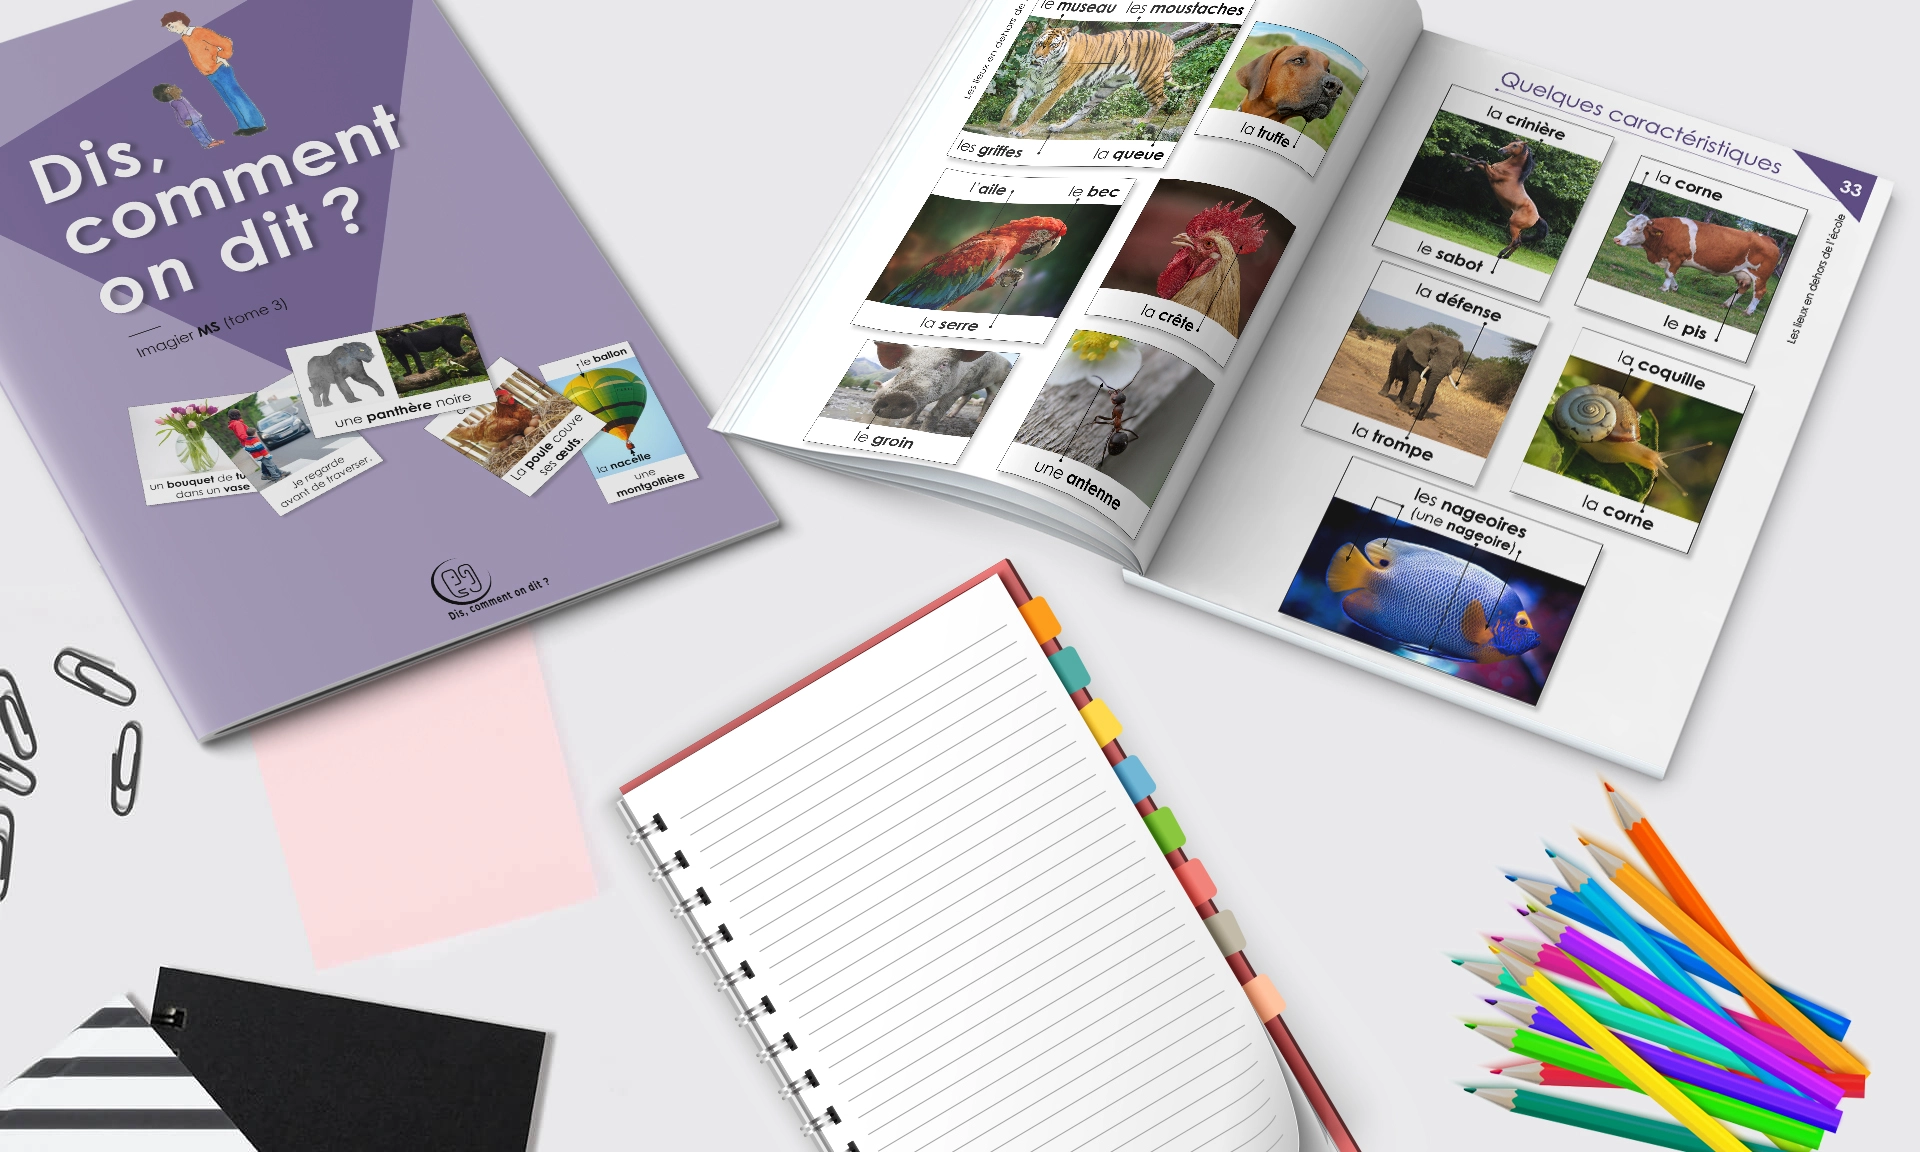 Dis,
comment
on dit ?
Imagier MS (tome 3)
une panthère noire
un bouquet de
dans un vase
je regarde
avant de traverser.
La poule couve
ses œufs.
le ballon
la nacelle
une
montgolfière
Dis, comment on dit ?
Les lieux en dehors de
le museau
les moustaches
les griffes
la queue
la truffe
l'aile
le bec
la serre
la crête
le groin
une antenne
Quelques caractéristiques
33
Les lieux en dehors de l'école
la crinière
le sabot
la corne
le pis
la défense
la trompe
la coquille
la corne
les nageoires
(une nageoire)